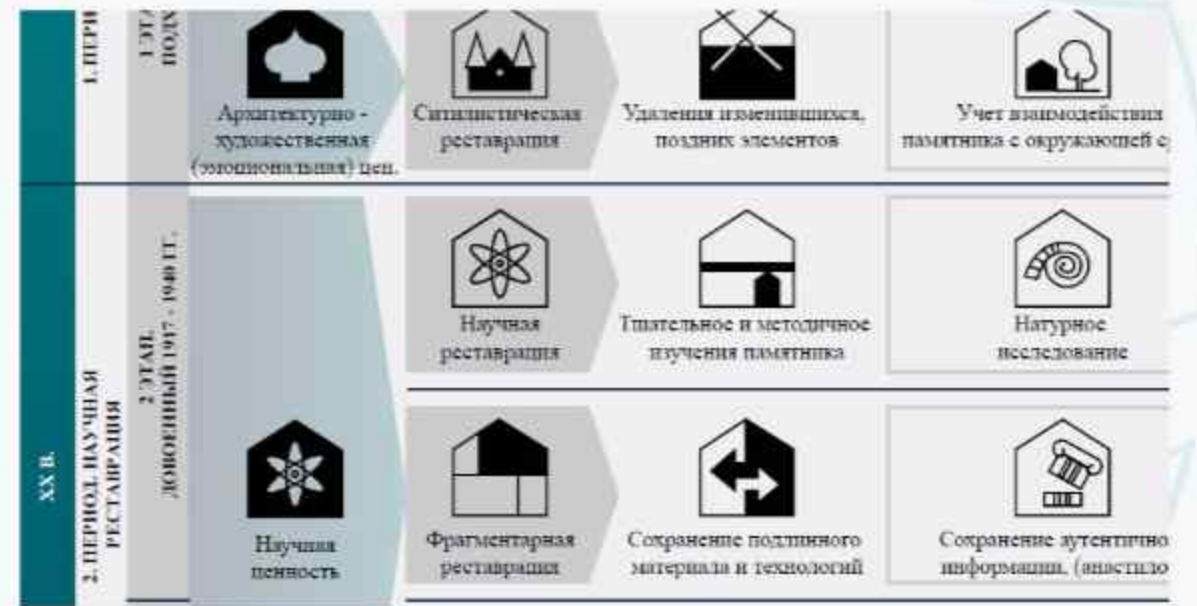 1. ПЕРИ
1 ЭТА
ПОДХ
Архитектурно -
художественная
(эмоциональная) цен.
Ситилистическая
реставрация
Удаления изменившихся,
поздних элементов
Учет взаимодействия
памятника с окружающей с
XX В.
2. ПЕРИОД. НАУЧНАЯ
РЕСТАВРАЦИЯ
2 ЭТАП.
ДОВОЕННЫЙ 1917 - 1940 ГГ.
Научная
ценность
Научная
реставрация
Тщательное и методичное
изучения памятника
Натурное
исследование
Фрагментарная
реставрация
Сохранение подлинного
материала и технологий
Сохранение аутентично
информации, (анастило